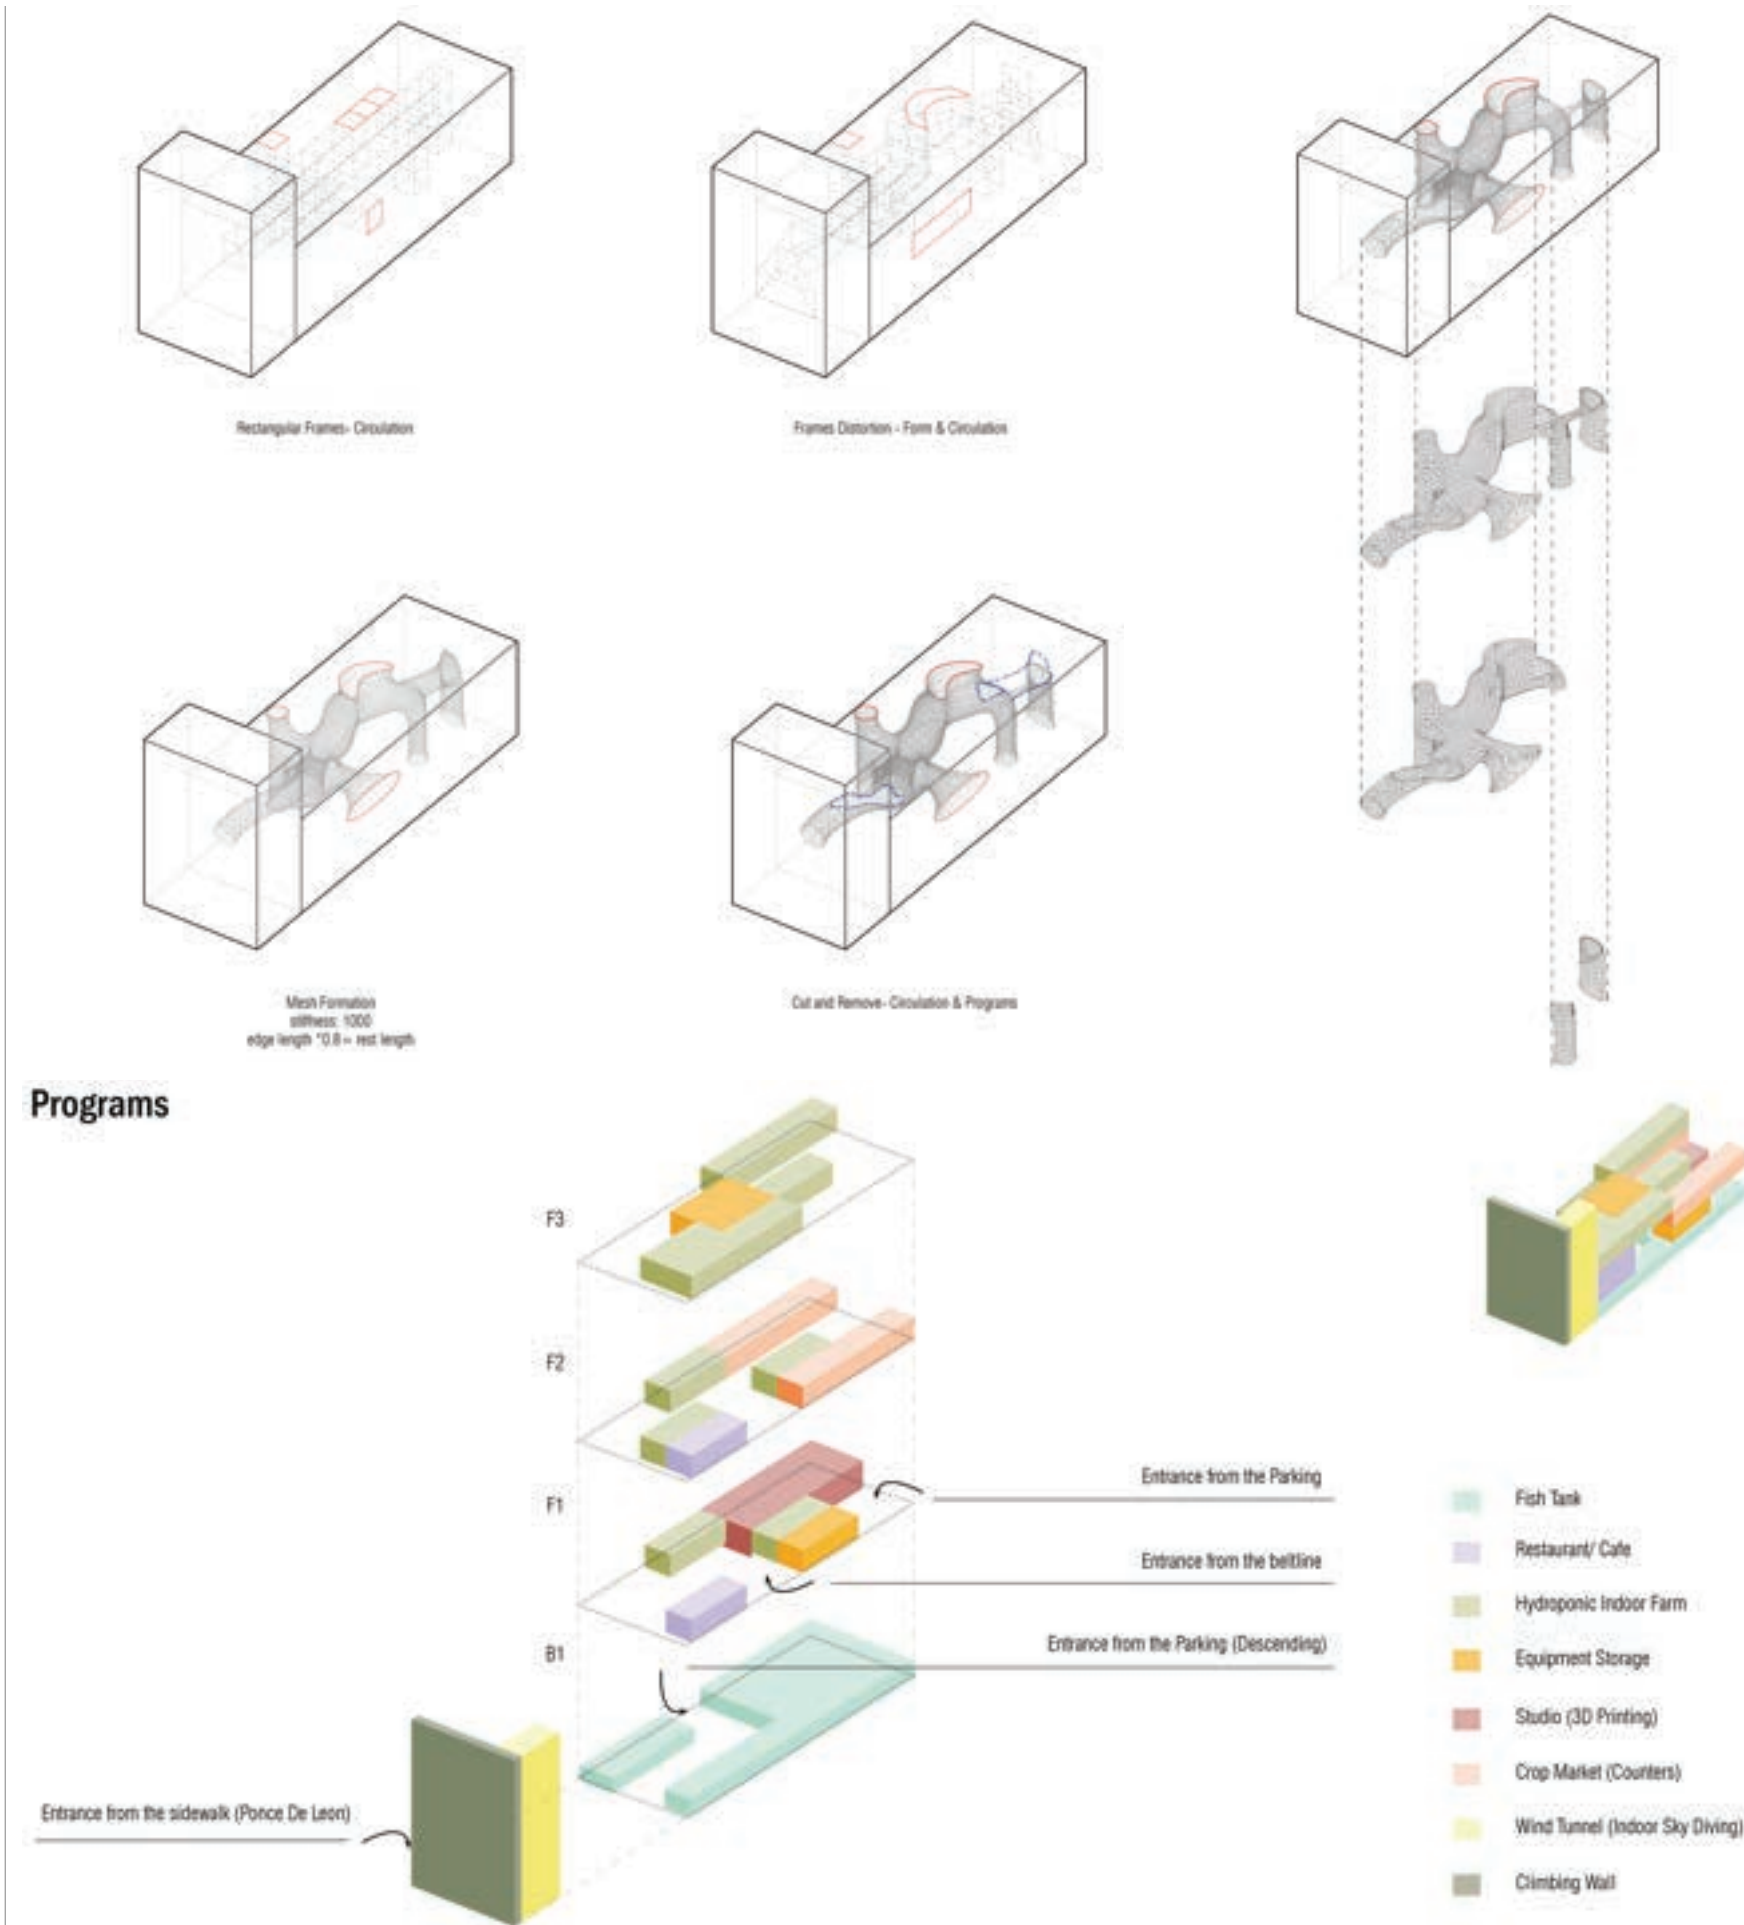 Rectangular Frames- Circulation
Frames Distortion - Form & Circulation
Mesh Formation
stiffness: 1000
edge length *0.8 = rest length
Cut and Remove- Circulation & Programs
Programs
F3
F2
F1
B1
Entrance from the Parking
Entrance from the beltline
Entrance from the Parking (Descending)
Entrance from the sidewalk (Ponce De Leon)
Fish Tank
Restaurant/ Cafe
Hydroponic Indoor Farm
Equipment Storage
Studio (3D Printing)
Crop Market (Counters)
Wind Tunnel (Indoor Sky Diving)
Climbing Wall